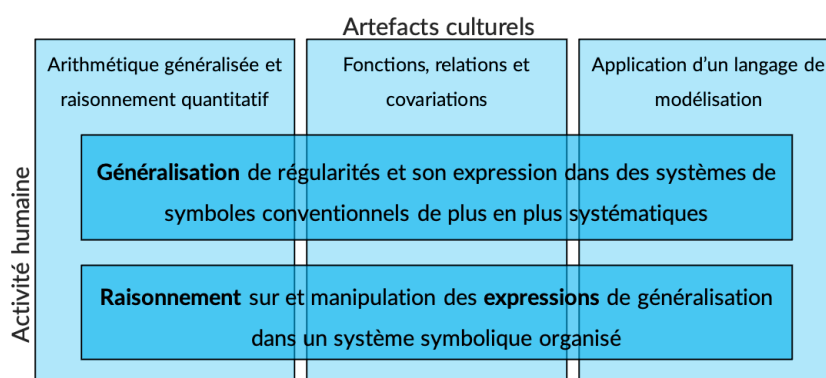 Artefacts culturels
Arithmétique généralisée et
raisonnement quantitatif
Fonctions, relations et
covariations
Application d'un langage de
modélisation
Activité humaine
Généralisation de régularités et son expression dans des systèmes de
symboles conventionnels de plus en plus systématiques
Raisonnement sur et manipulation des expressions de généralisation
dans un système symbolique organisé